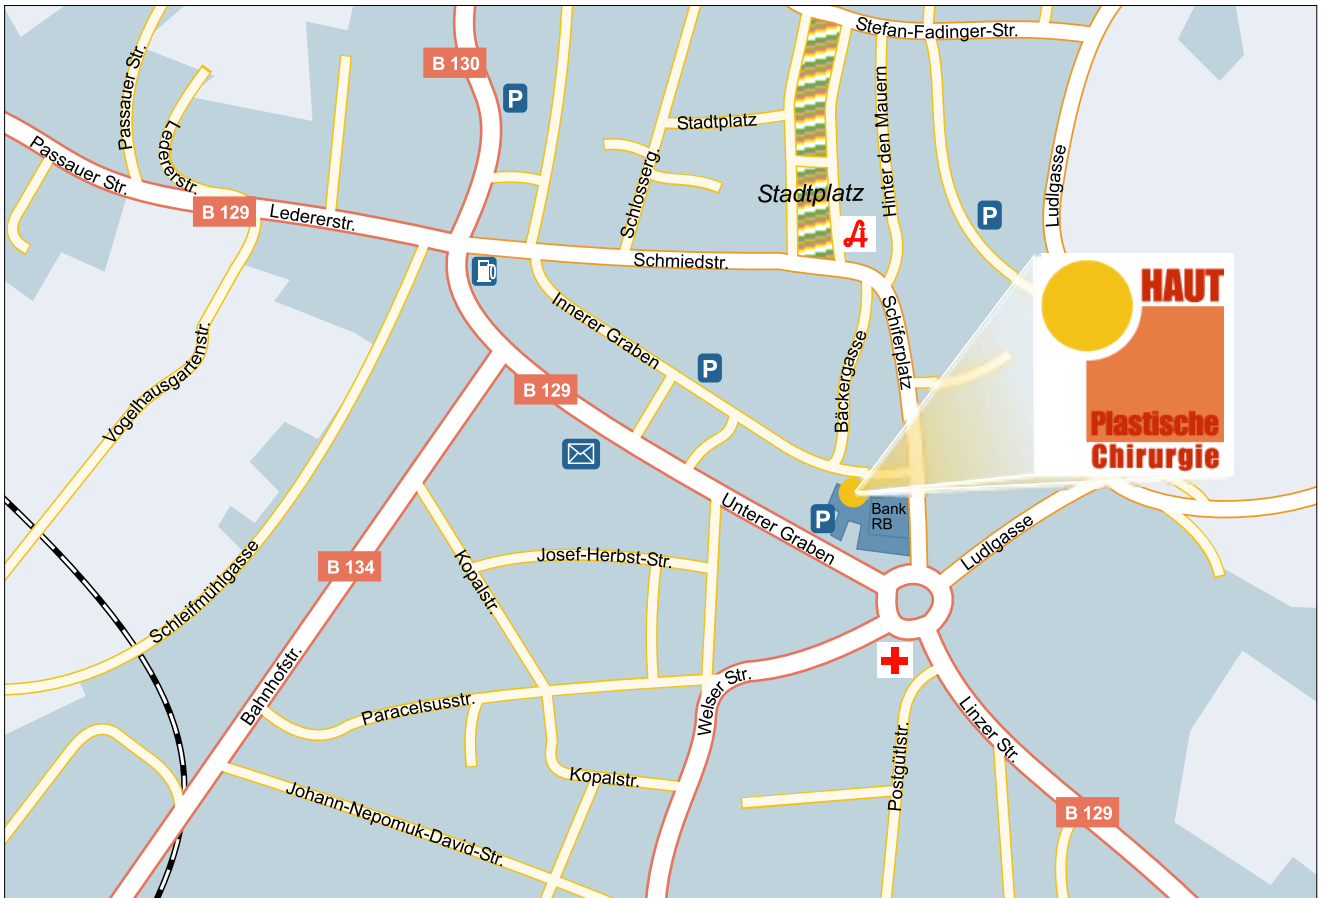 Stefan-Fadinger-Str.
B 130
P
Passauer Str.
Hinter den Mauern
Stadtplatz
Passauer Str.
Ledererstr.
Schlosserg.
Ludlgasse
Stadtplatz
B 129
Ledererstr.
P
A
Schmiedstr.
HAUT
Plastische
Chirurgie
Innerer Graben
Schiferplatz
Vogelhausgartenstr.
Bäckergasse
P
B 129
Unterer Graben
P
Bank
RB
Ludlgasse
Josef-Herbst-Str.
Kopalstr.
B 134
Schleifmühlgasse
Bahnhofstr.
Paracelsusstr.
Welser Str.
Linzer Str.
Postgütlstr.
Kopalstr.
Johann-Nepomuk-David-Str.
B 129